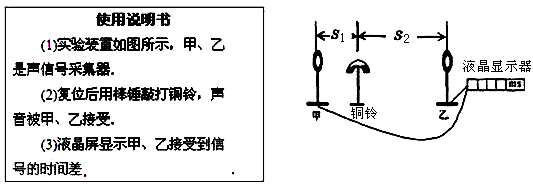 使用说明书
(1)实验装置如图所示，甲、乙
是声信号采集器.
(2)复位后用棒锤敲打铜铃，声
音被甲、乙接受.
(3)液晶屏显示甲、乙接受到信
号的时间差.
S1
S2
液晶显示器
ms
甲
铜铃
乙